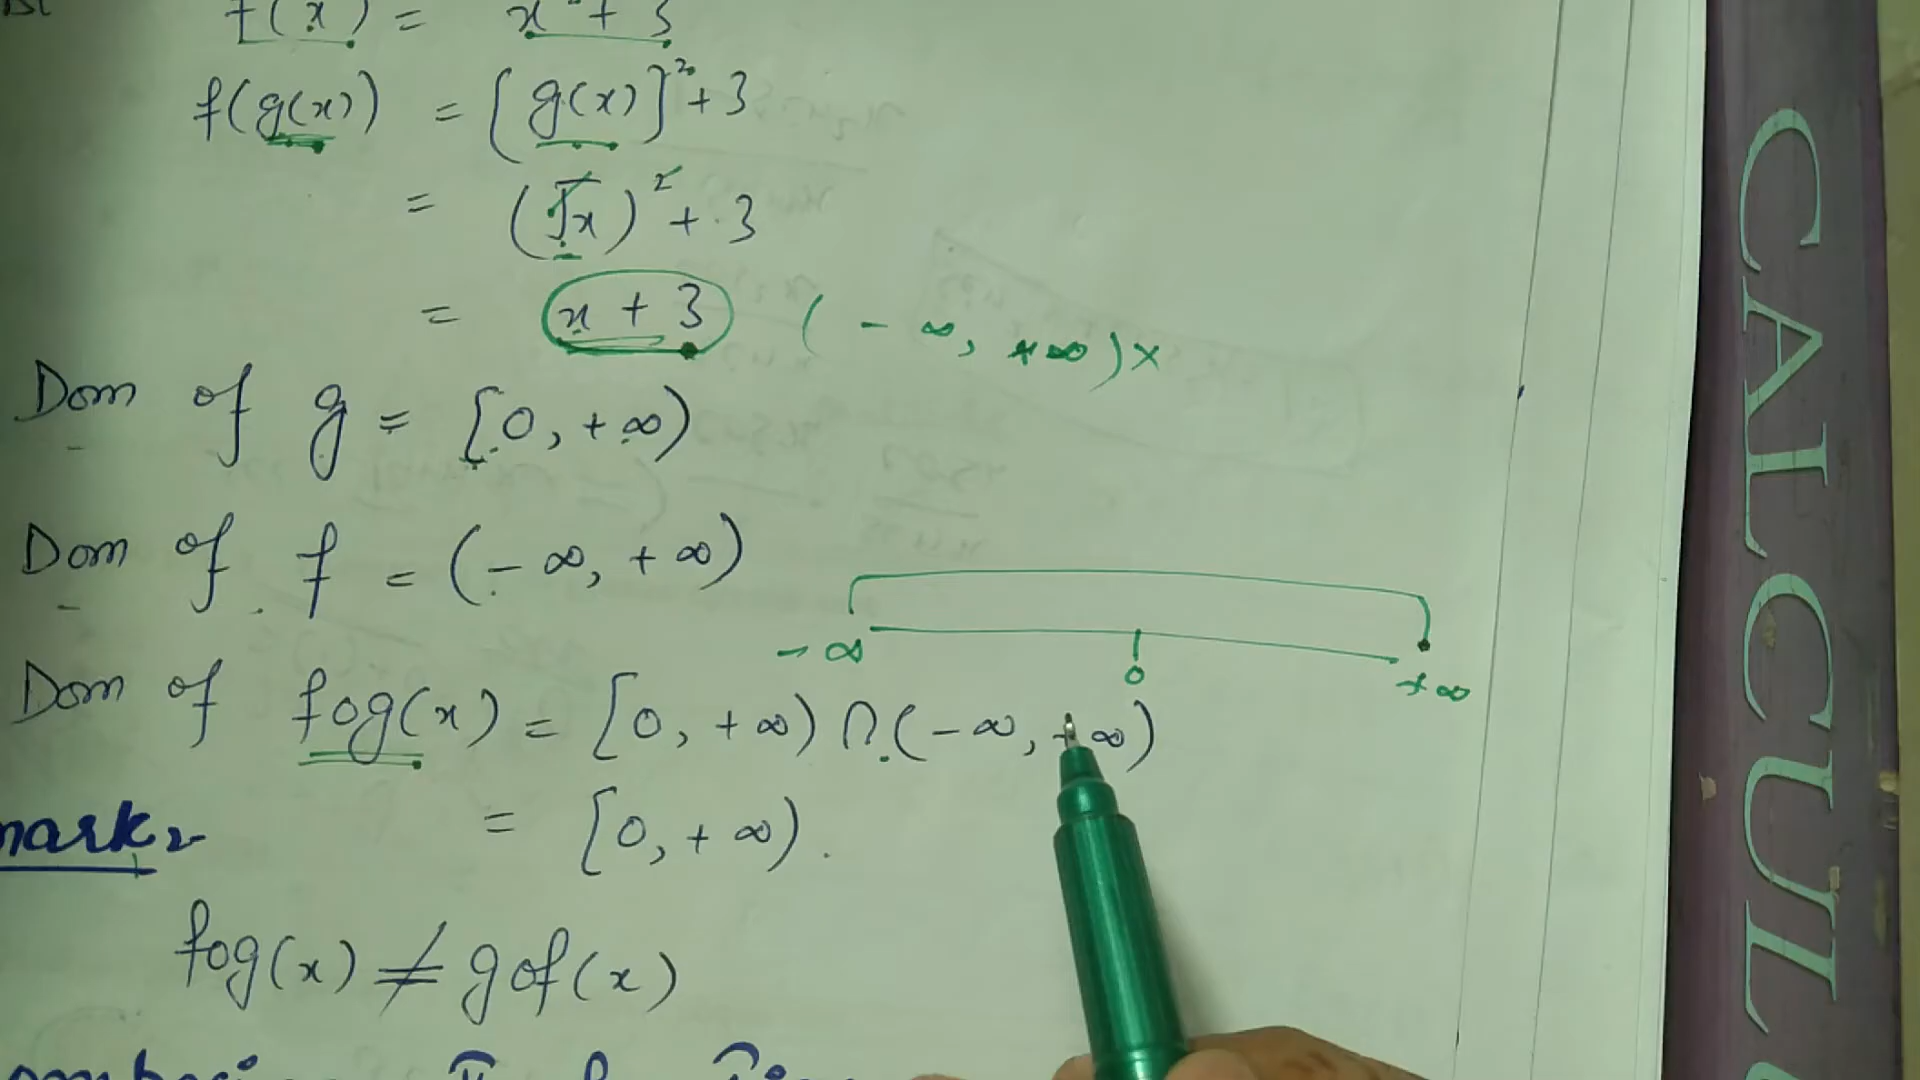 f(x) = x² + 3
f(g(x)) = [g(x)]² + 3
= (√x)² + 3
= x + 3 (-∞, +∞) ×
Dom of g = [0, +∞)
Dom of f = (-∞, +∞)
-∞ 0 +∞
Dom of fog(x) = [0, +∞) ∩ (-∞, +∞)
= [0, +∞).
mark:-
fog(x) ≠ gof(x)
CALCUL